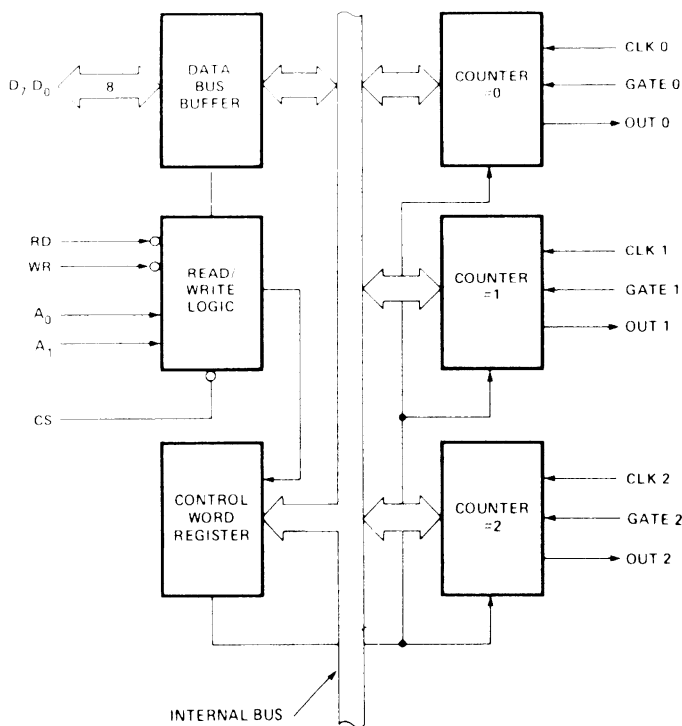 D7 D0
8
DATA
BUS
BUFFER
COUNTER
=0
CLK 0
GATE 0
OUT 0
RD
WR
A0
A1
CS
READ/
WRITE
LOGIC
COUNTER
=1
CLK 1
GATE 1
OUT 1
CONTROL
WORD
REGISTER
COUNTER
=2
CLK 2
GATE 2
OUT 2
INTERNAL BUS